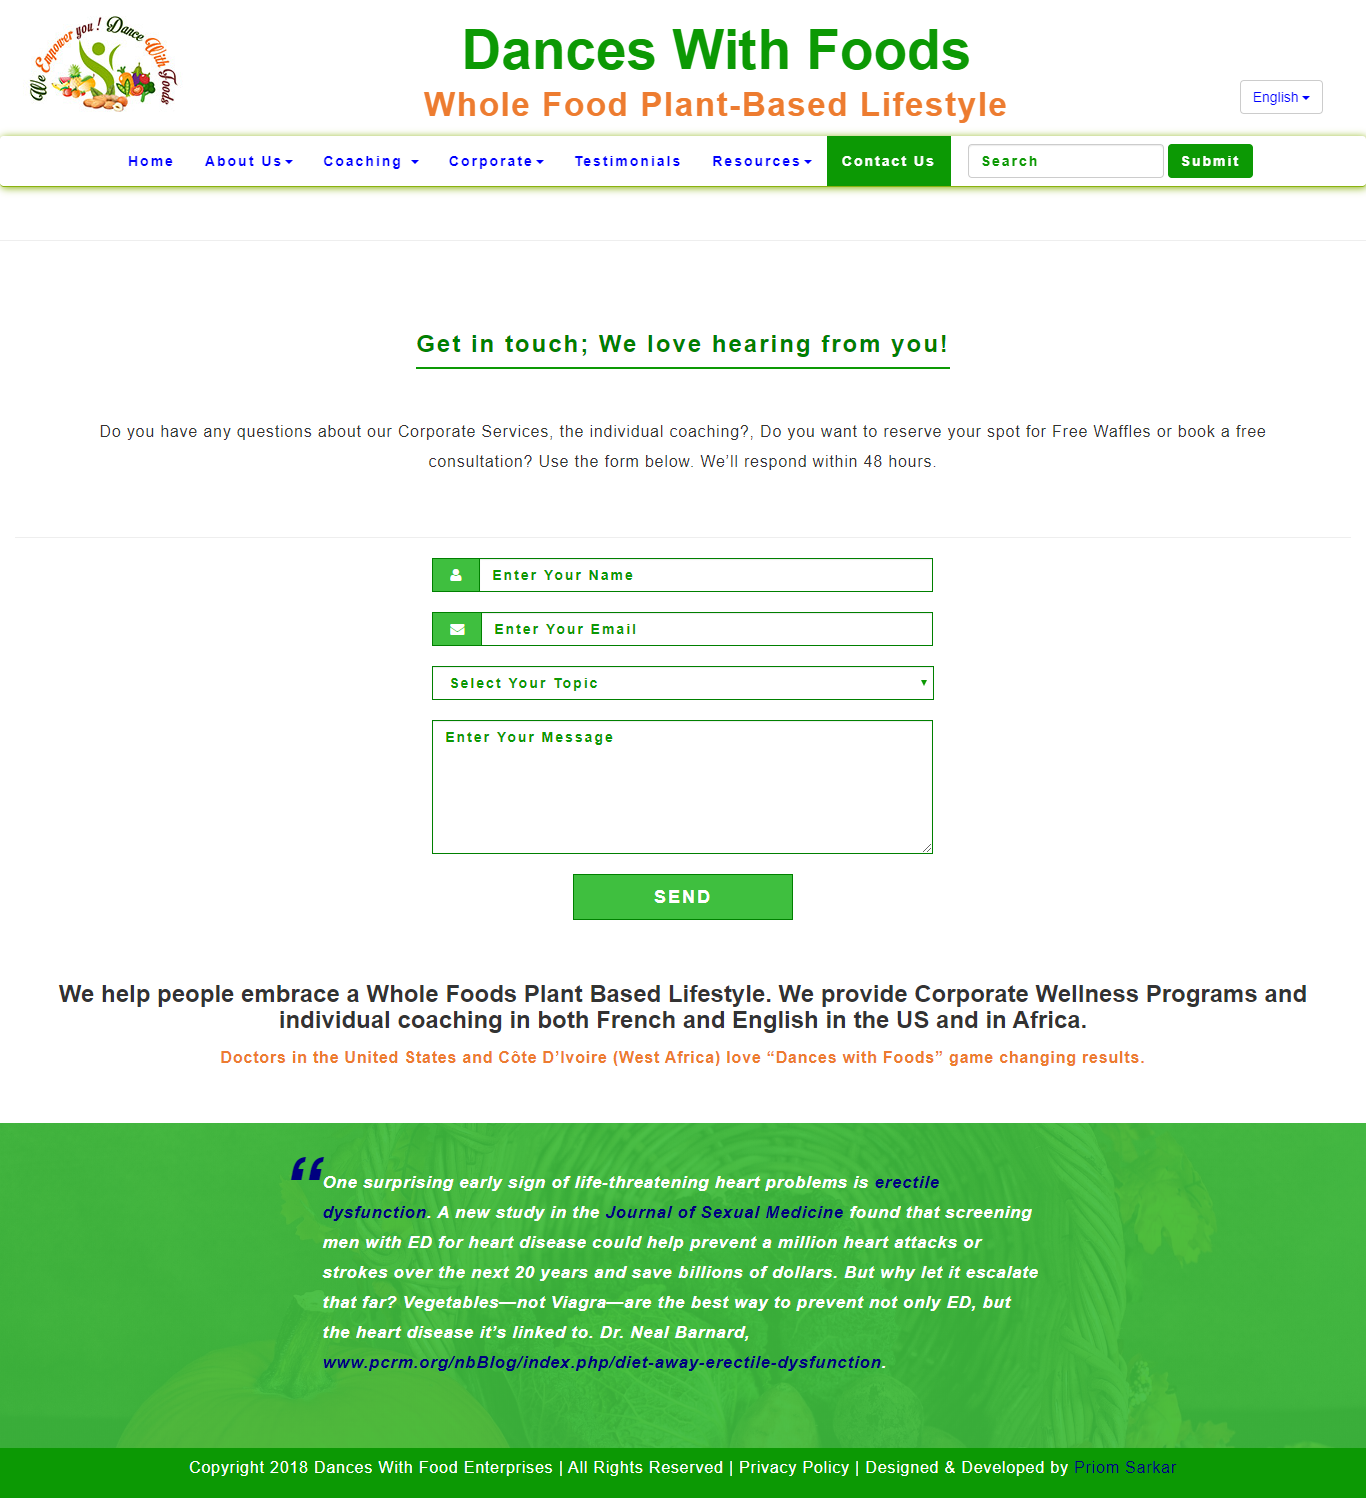 We Empower you! Dance With Foods
Dances With Foods
Whole Food Plant-Based Lifestyle
English
Home About Us Coaching Corporate Testimonials Resources Contact Us Search Submit
Get in touch; We love hearing from you!
Do you have any questions about our Corporate Services, the individual coaching?, Do you want to reserve your spot for Free Waffles or book a free
consultation? Use the form below. We’ll respond within 48 hours.
Enter Your Name
Enter Your Email
Select Your Topic
Enter Your Message
SEND
We help people embrace a Whole Foods Plant Based Lifestyle. We provide Corporate Wellness Programs and
individual coaching in both French and English in the US and in Africa.
Doctors in the United States and Côte D’Ivoire (West Africa) love “Dances with Foods” game changing results.
“One surprising early sign of life-threatening heart problems is erectile
dysfunction. A new study in the Journal of Sexual Medicine found that screening
men with ED for heart disease could help prevent a million heart attacks or
strokes over the next 20 years and save billions of dollars. But why let it escalate
that far? Vegetables—not Viagra—are the best way to prevent not only ED, but
the heart disease it’s linked to. Dr. Neal Barnard,
www.pcrm.org/nbBlog/index.php/diet-away-erectile-dysfunction.
Copyright 2018 Dances With Food Enterprises | All Rights Reserved | Privacy Policy | Designed & Developed by Priom Sarkar